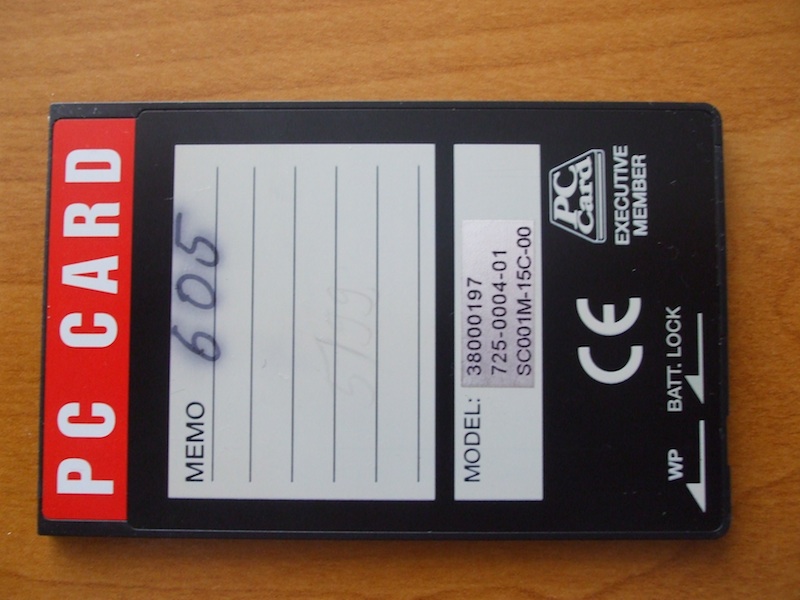 PC CARD
MEMO 605
MODEL:
38000197
725-0004-01
SC001M-15C-00
PC
Card
EXECUTIVE
MEMBER
CE
WP
BATT. LOCK